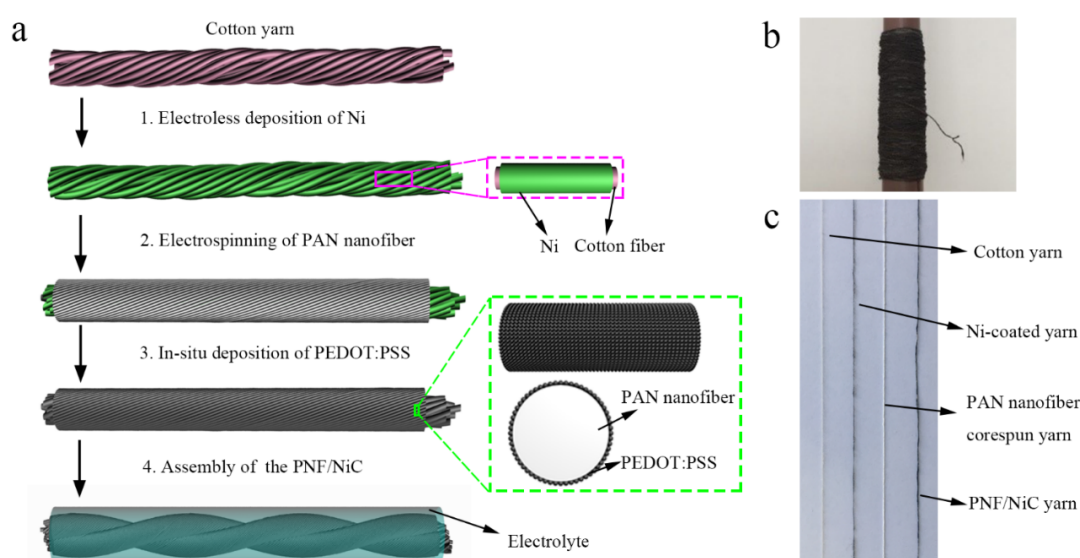 a
Cotton yarn
1. Electroless deposition of Ni
Ni
Cotton fiber
2. Electrospinning of PAN nanofiber
3. In-situ deposition of PEDOT:PSS
PAN nanofiber
PEDOT:PSS
4. Assembly of the PNF/NiC
Electrolyte
b
c
Cotton yarn
Ni-coated yarn
PAN nanofiber
corespun yarn
PNF/NiC yarn